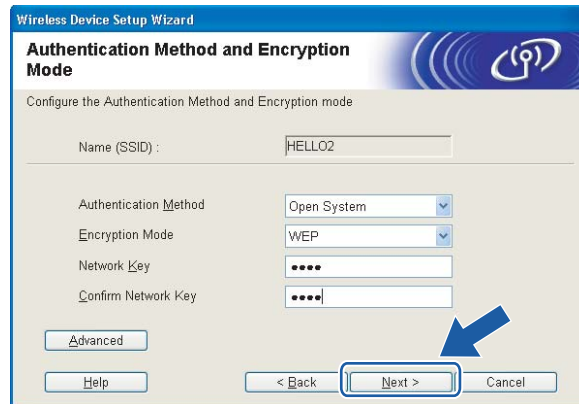 Wireless Device Setup Wizard
Authentication Method and Encryption
Mode
Configure the Authentication Method and Encryption mode
Name (SSID) : HELLO2
Authentication Method Open System
Encryption Mode WEP
Network Key ••••
Confirm Network Key ••••
Advanced
Help < Back Next > Cancel